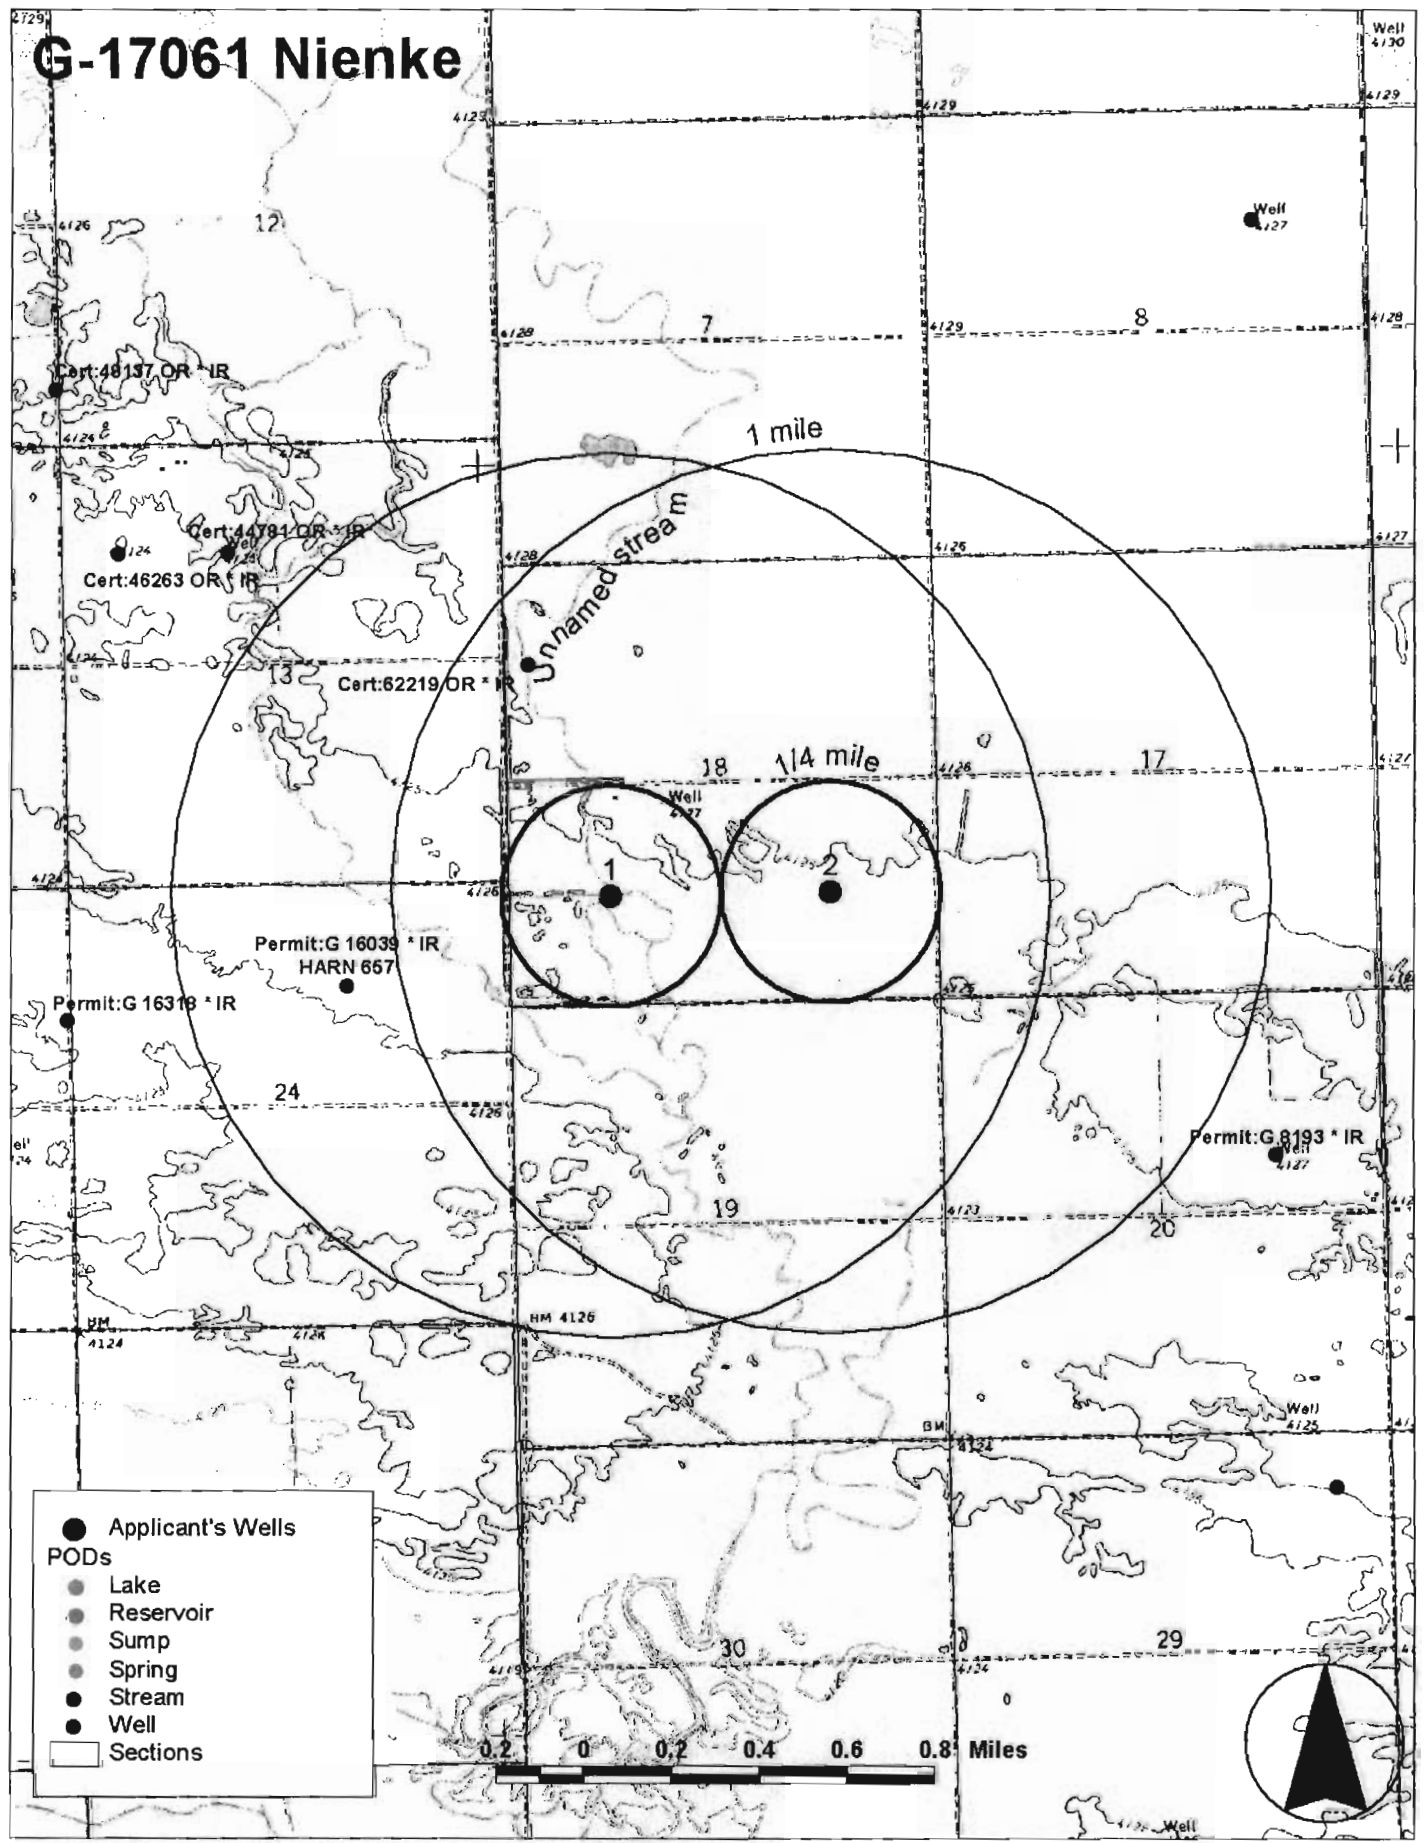 G-17061 Nienke
Well
4130
4129
4129
Well
4127
4126
12
7
8
4128
4129
4128
Cert:48137 OR * IR
1 mile
4124
Unnamed stream
Cert:44781 OR * IR
4128
4126
4127
Cert:46263 OR * IR
13
Cert:62219 OR * IR
18
1/4 mile
17
4126
4127
Well
1
2
4126
Permit:G 16039 * IR
HARN 657
Permit:G 16318 * IR
24
4126
Permit:G 8193 * IR
Well
4127
19
4123
20
BM
4124
BM 4126
Well
4125
BM
4124
Applicant's Wells
PODs
Lake
Reservoir
Sump
Spring
Stream
Well
Sections
30
29
4119
4124
0.2 0 0.2 0.4 0.6 0.8 Miles
Well